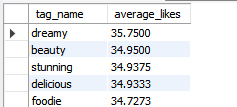 tag_name average_likes
dreamy 35.7500
beauty 34.9500
stunning 34.9375
delicious 34.9333
foodie 34.7273